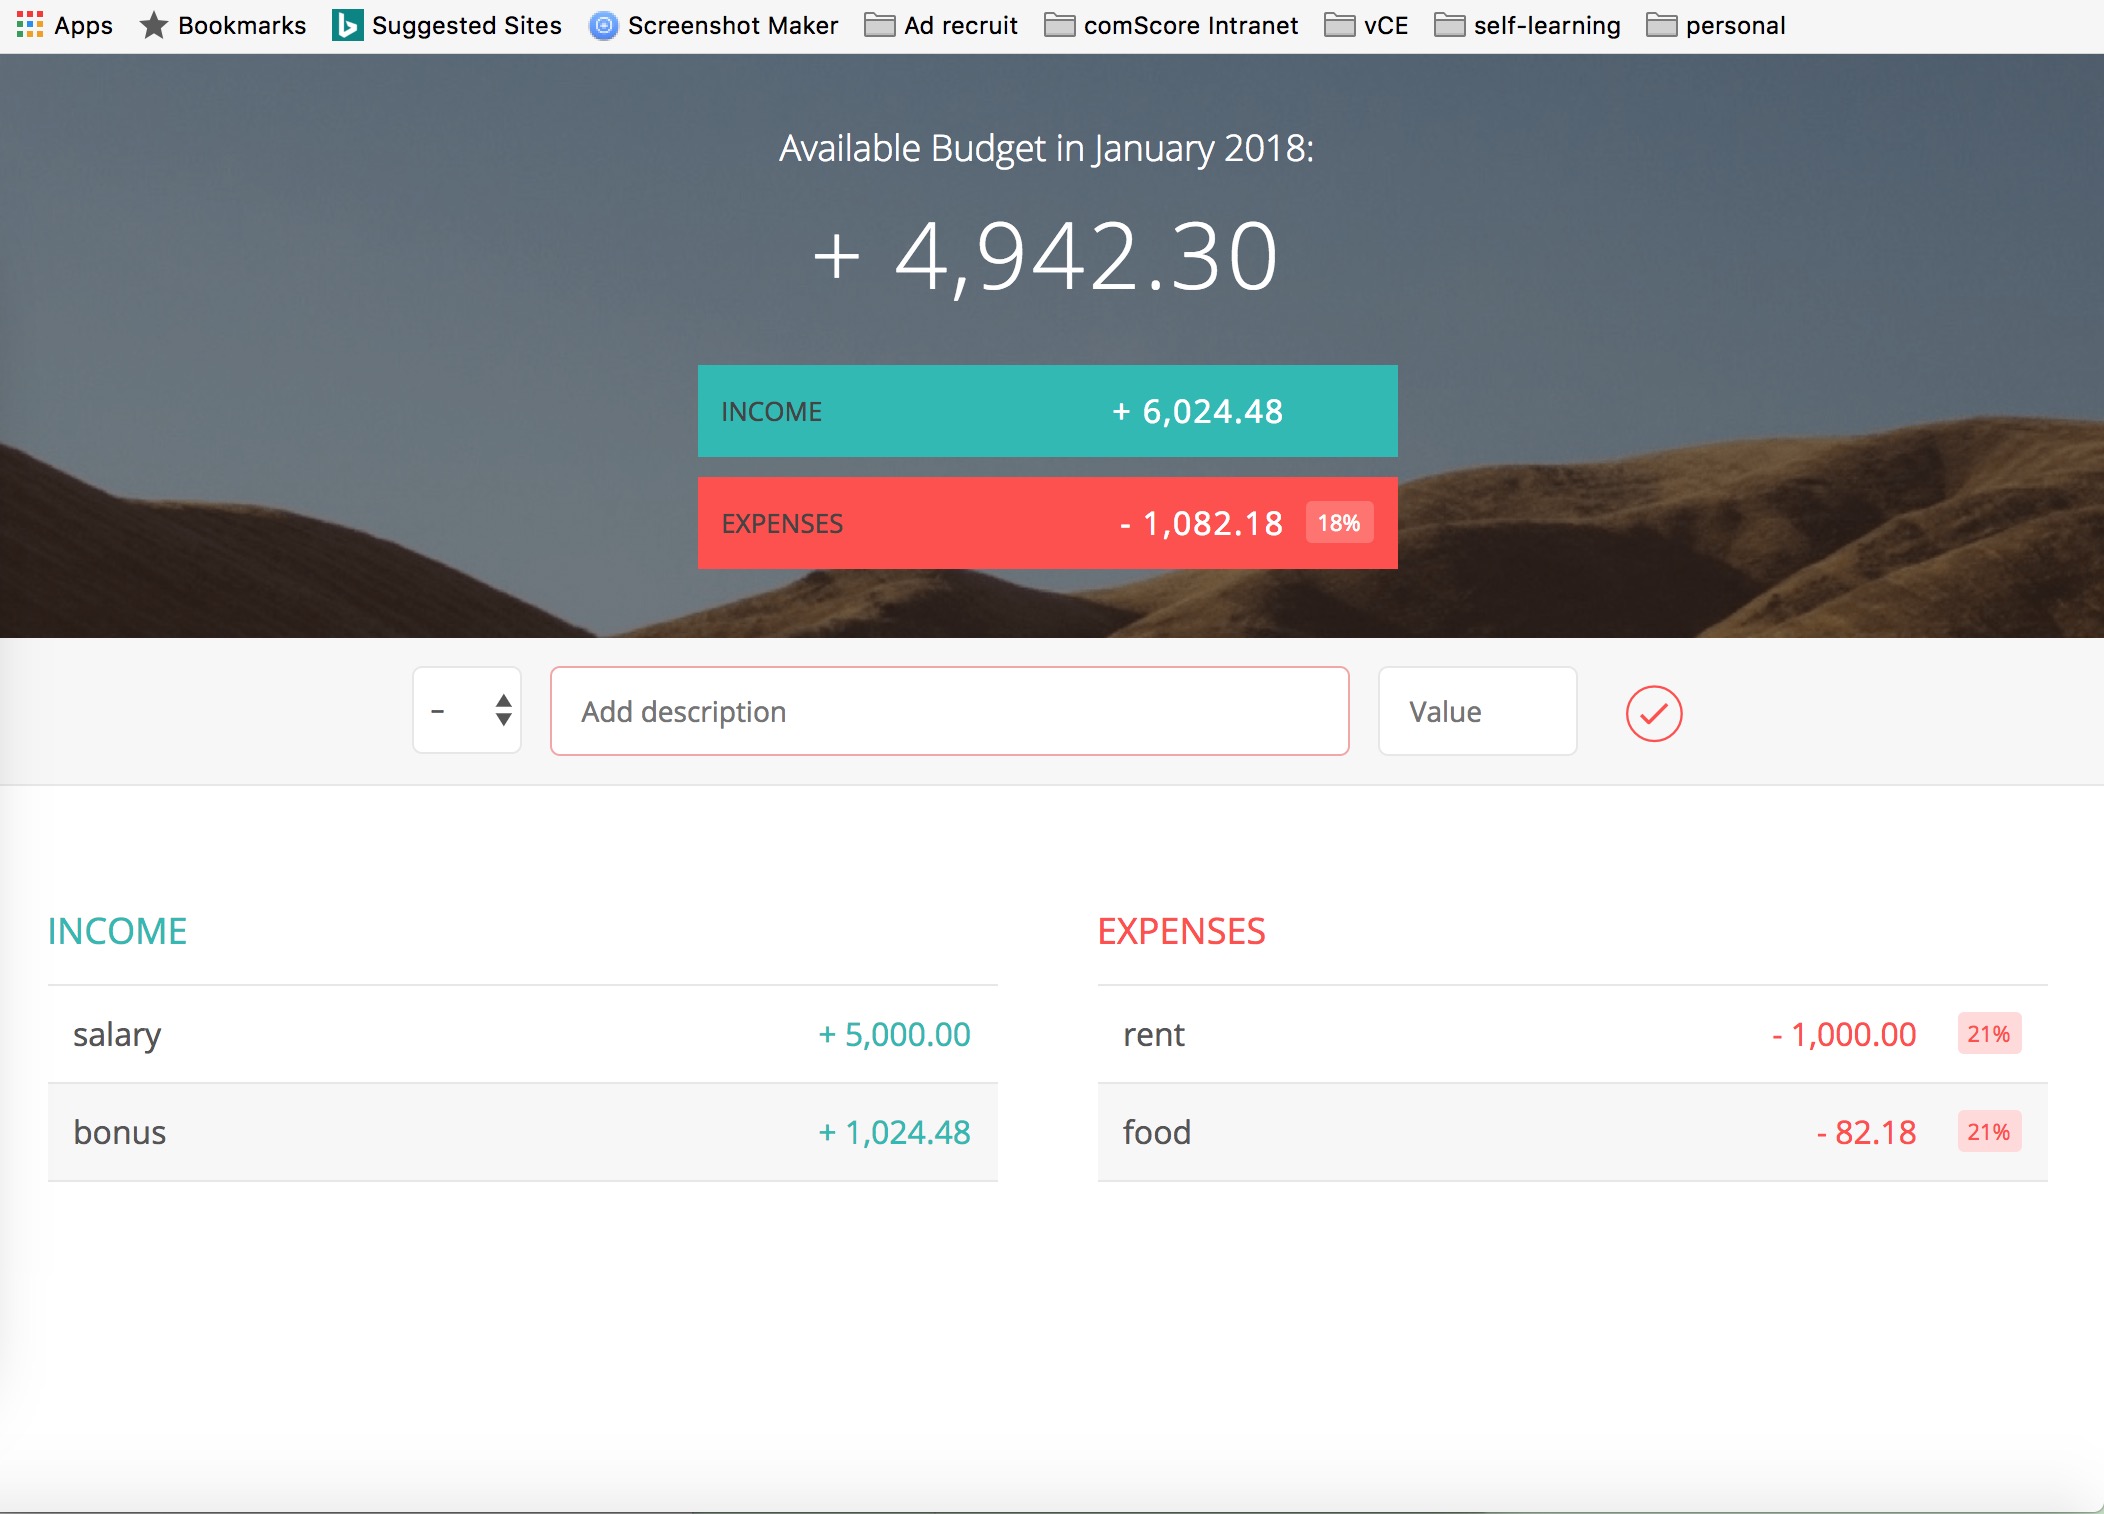 Apps Bookmarks Suggested Sites Screenshot Maker Ad recruit comScore Intranet vCE self-learning personal
Available Budget in January 2018:
+ 4,942.30
INCOME + 6,024.48
EXPENSES - 1,082.18 18%
- Add description Value
INCOME
salary + 5,000.00
bonus + 1,024.48
EXPENSES
rent - 1,000.00 21%
food - 82.18 21%